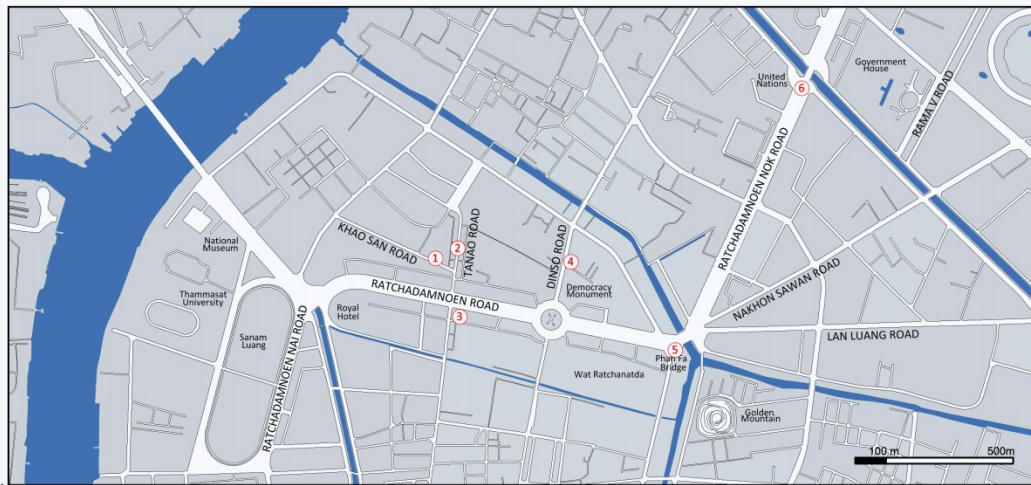 United
Nations
6
Government
House
RAMA V ROAD
RATCHADAMNOEN NOK ROAD
National
Museum
KHAO SAN ROAD
1
2
TANAO ROAD
DINSO ROAD
4
Thammasat
University
RATCHADAMNOEN ROAD
Democracy
Monument
NAKHON SAWAN ROAD
Royal
Hotel
3
Sanam
Luang
RATCHADAMNOEN NAI ROAD
LAN LUANG ROAD
5
Phan Fa
Bridge
Wat Ratchanatda
Golden
Mountain
100 m
500m